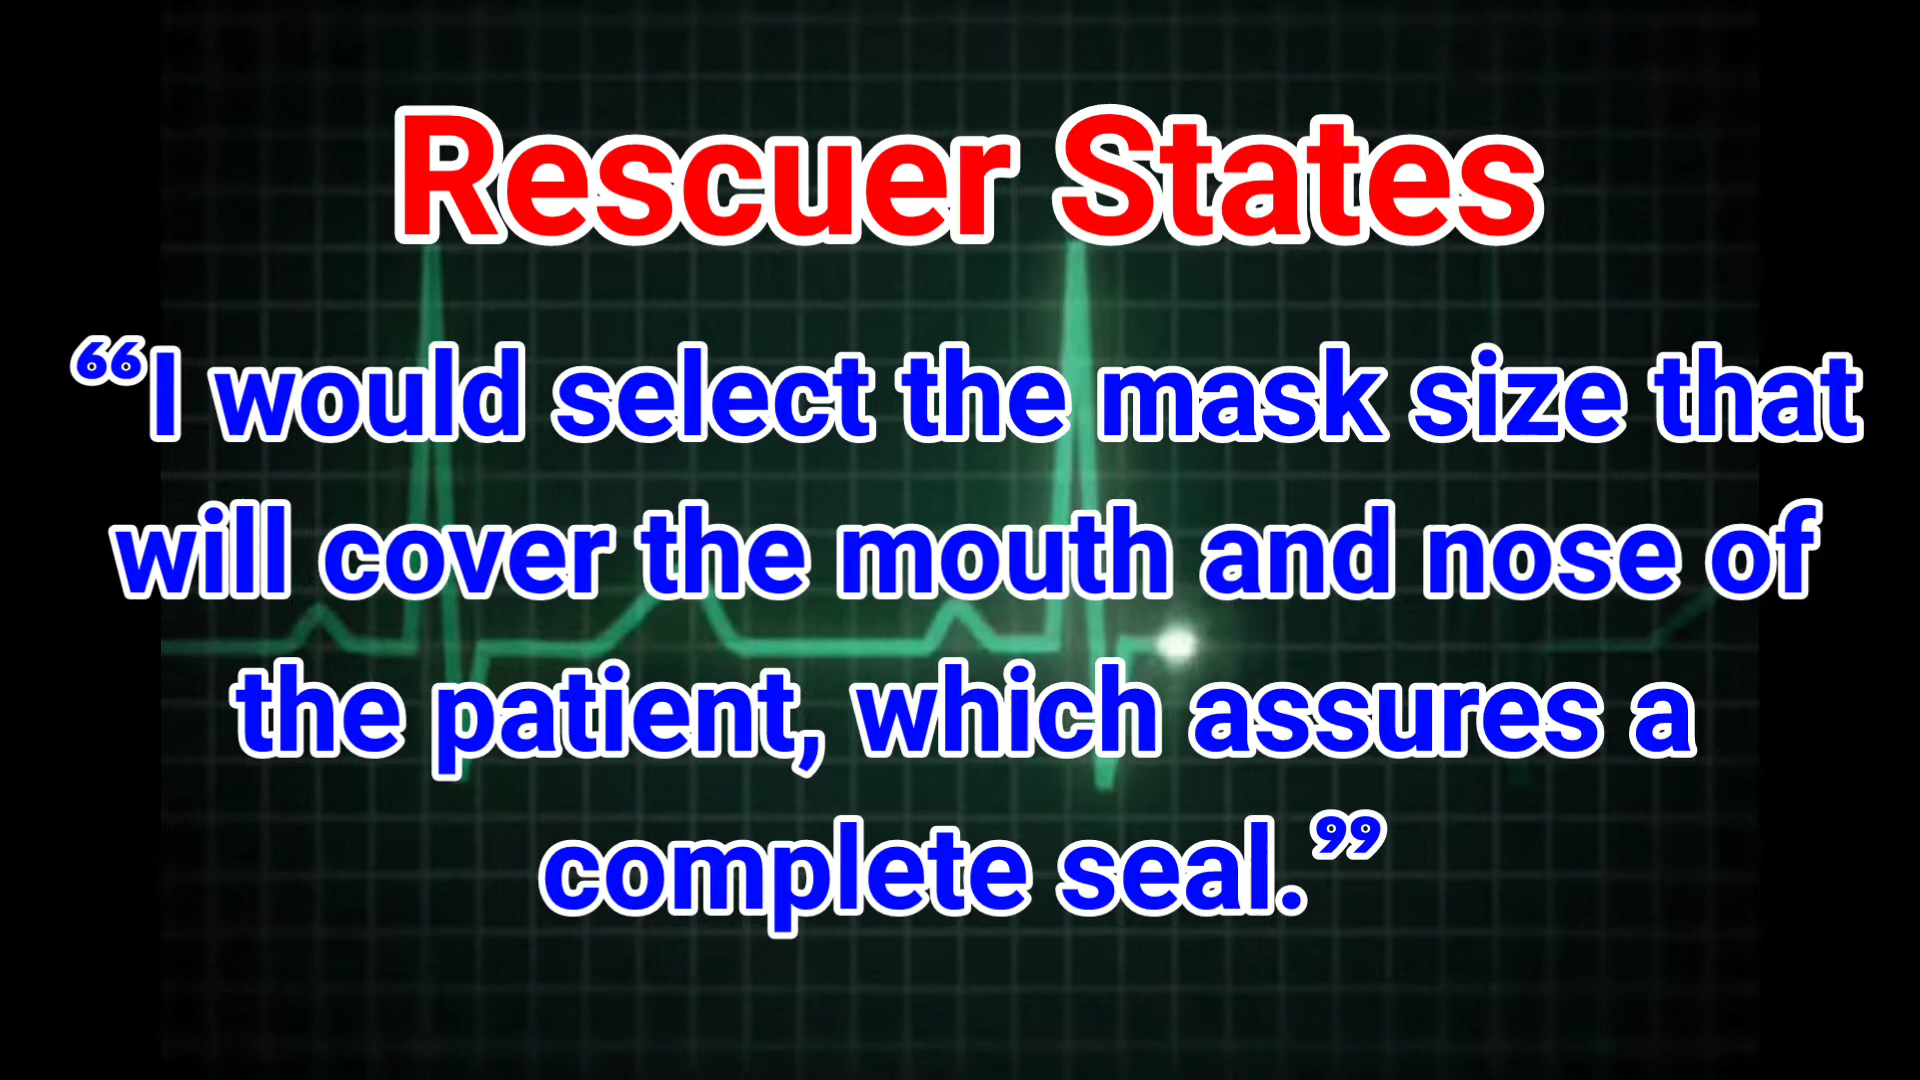 Rescuer States
“I would select the mask size that
will cover the mouth and nose of
the patient, which assures a
complete seal.”